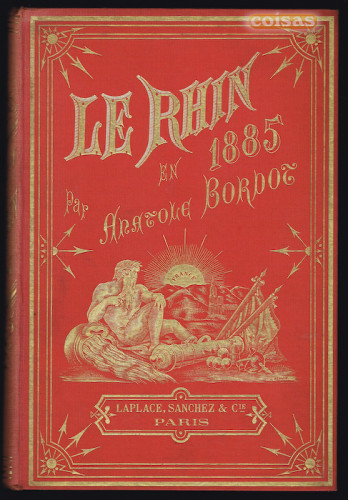 coisas
LE RHIN
EN 1885
Par ANATOLE BORDOT
FRANCE
LAPLACE, SANCHEZ & Cie
PARIS